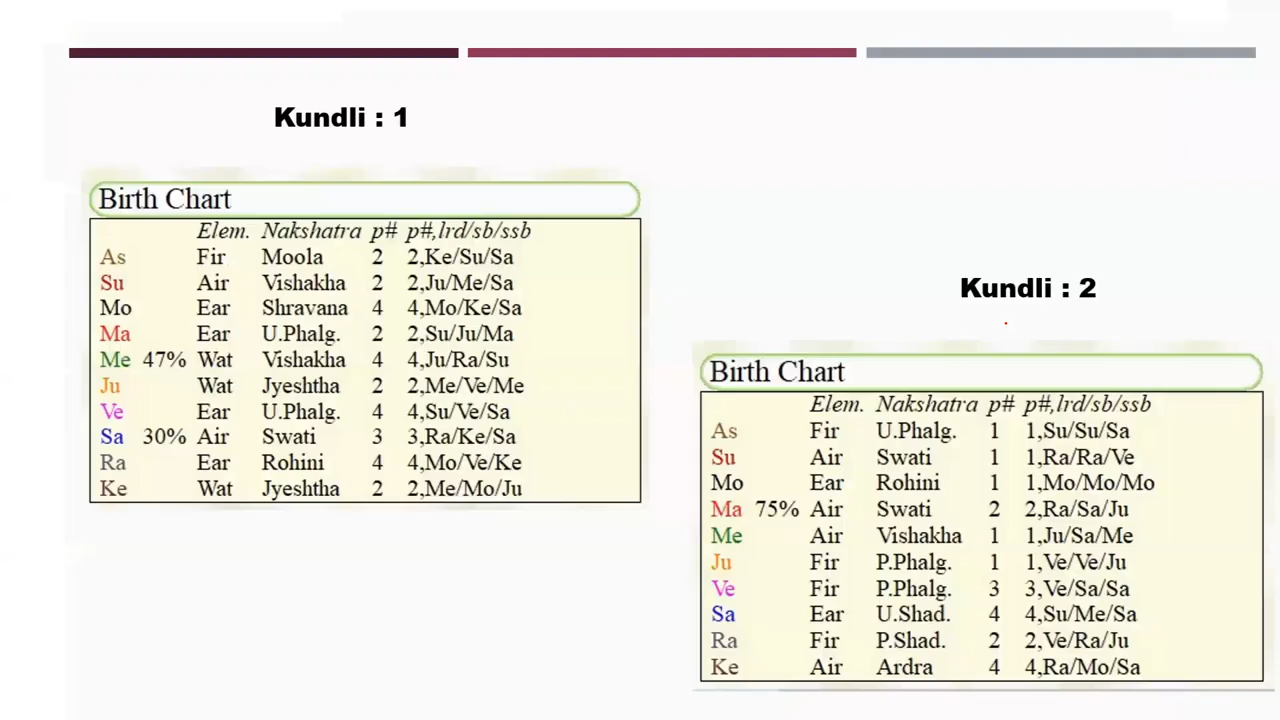 Kundli : 1
Birth Chart
Elem. Nakshatra p# p#,lrd/sb/ssb
As Fir Moola 2 2,Ke/Su/Sa
Su Air Vishakha 2 2,Ju/Me/Sa
Mo Ear Shravana 4 4,Mo/Ke/Sa
Ma Ear U.Phalg. 2 2,Su/Ju/Ma
Me 47% Wat Vishakha 4 4,Ju/Ra/Su
Ju Wat Jyeshtha 2 2,Me/Ve/Me
Ve Ear U.Phalg. 4 4,Su/Ve/Sa
Sa 30% Air Swati 3 3,Ra/Ke/Sa
Ra Ear Rohini 4 4,Mo/Ve/Ke
Ke Wat Jyeshtha 2 2,Me/Mo/Ju
Kundli : 2
Birth Chart
Elem. Nakshatra p# p#,lrd/sb/ssb
As Fir U.Phalg. 1 1,Su/Su/Sa
Su Air Swati 1 1,Ra/Ra/Ve
Mo Ear Rohini 1 1,Mo/Mo/Mo
Ma 75% Air Swati 2 2,Ra/Sa/Ju
Me Air Vishakha 1 1,Ju/Sa/Me
Ju Fir P.Phalg. 1 1,Ve/Ve/Ju
Ve Fir P.Phalg. 3 3,Ve/Sa/Sa
Sa Ear U.Shad. 4 4,Su/Me/Sa
Ra Fir P.Shad. 2 2,Ve/Ra/Ju
Ke Air Ardra 4 4,Ra/Mo/Sa